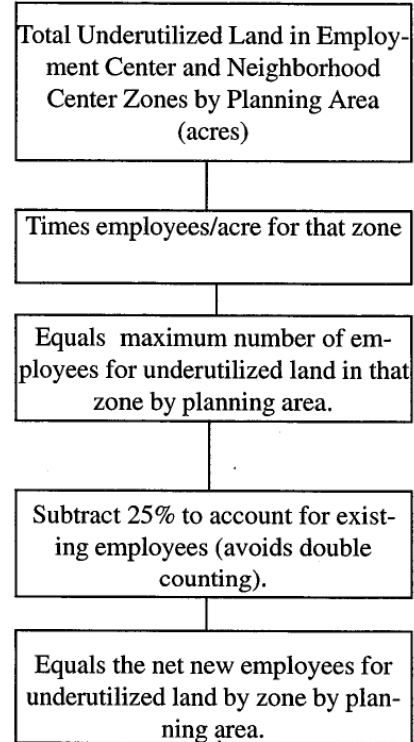 Total Underutilized Land in Employ-
ment Center and Neighborhood
Center Zones by Planning Area
(acres)
Times employees/acre for that zone
Equals maximum number of em-
ployees for underutilized land in that
zone by planning area.
Subtract 25% to account for exist-
ing employees (avoids double
counting).
Equals the net new employees for
underutilized land by zone by plan-
ning area.